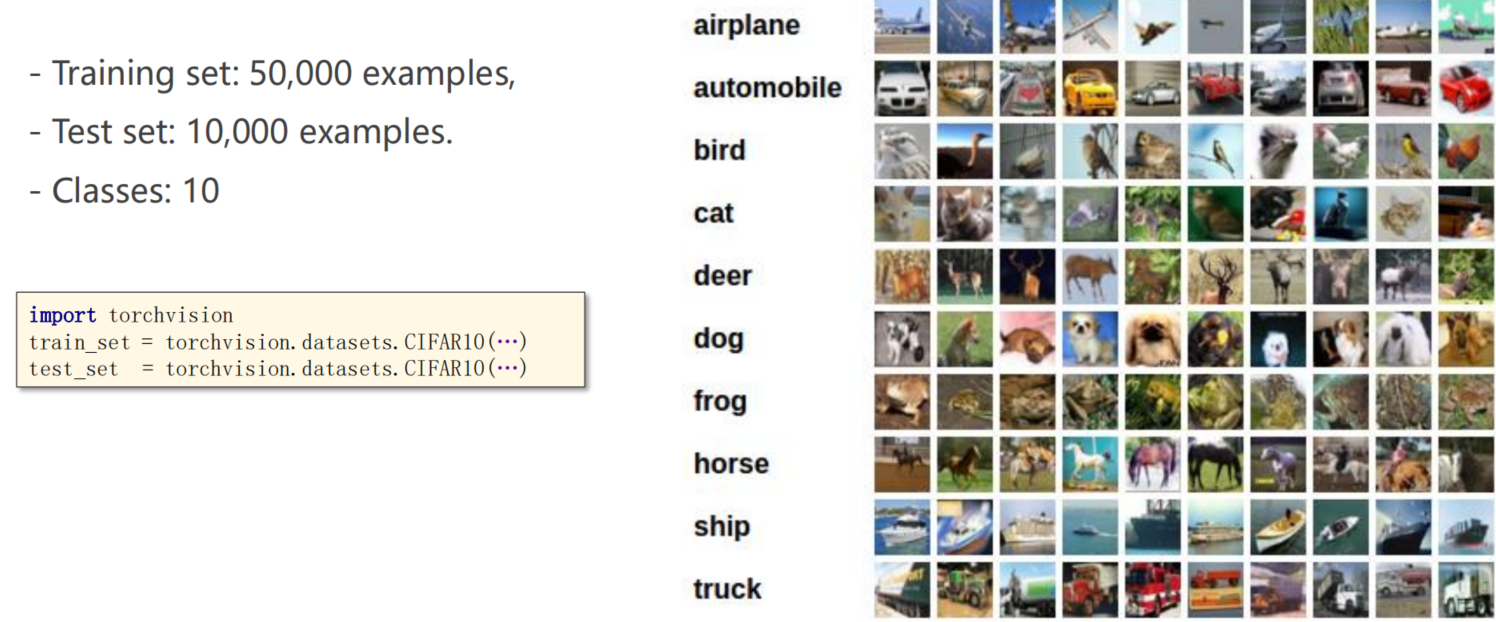 - Training set: 50,000 examples,
- Test set: 10,000 examples.
- Classes: 10
import torchvision
train_set = torchvision.datasets.CIFAR10(⋯)
test_set  = torchvision.datasets.CIFAR10(⋯)
airplane
automobile
bird
cat
deer
dog
frog
horse
ship
truck